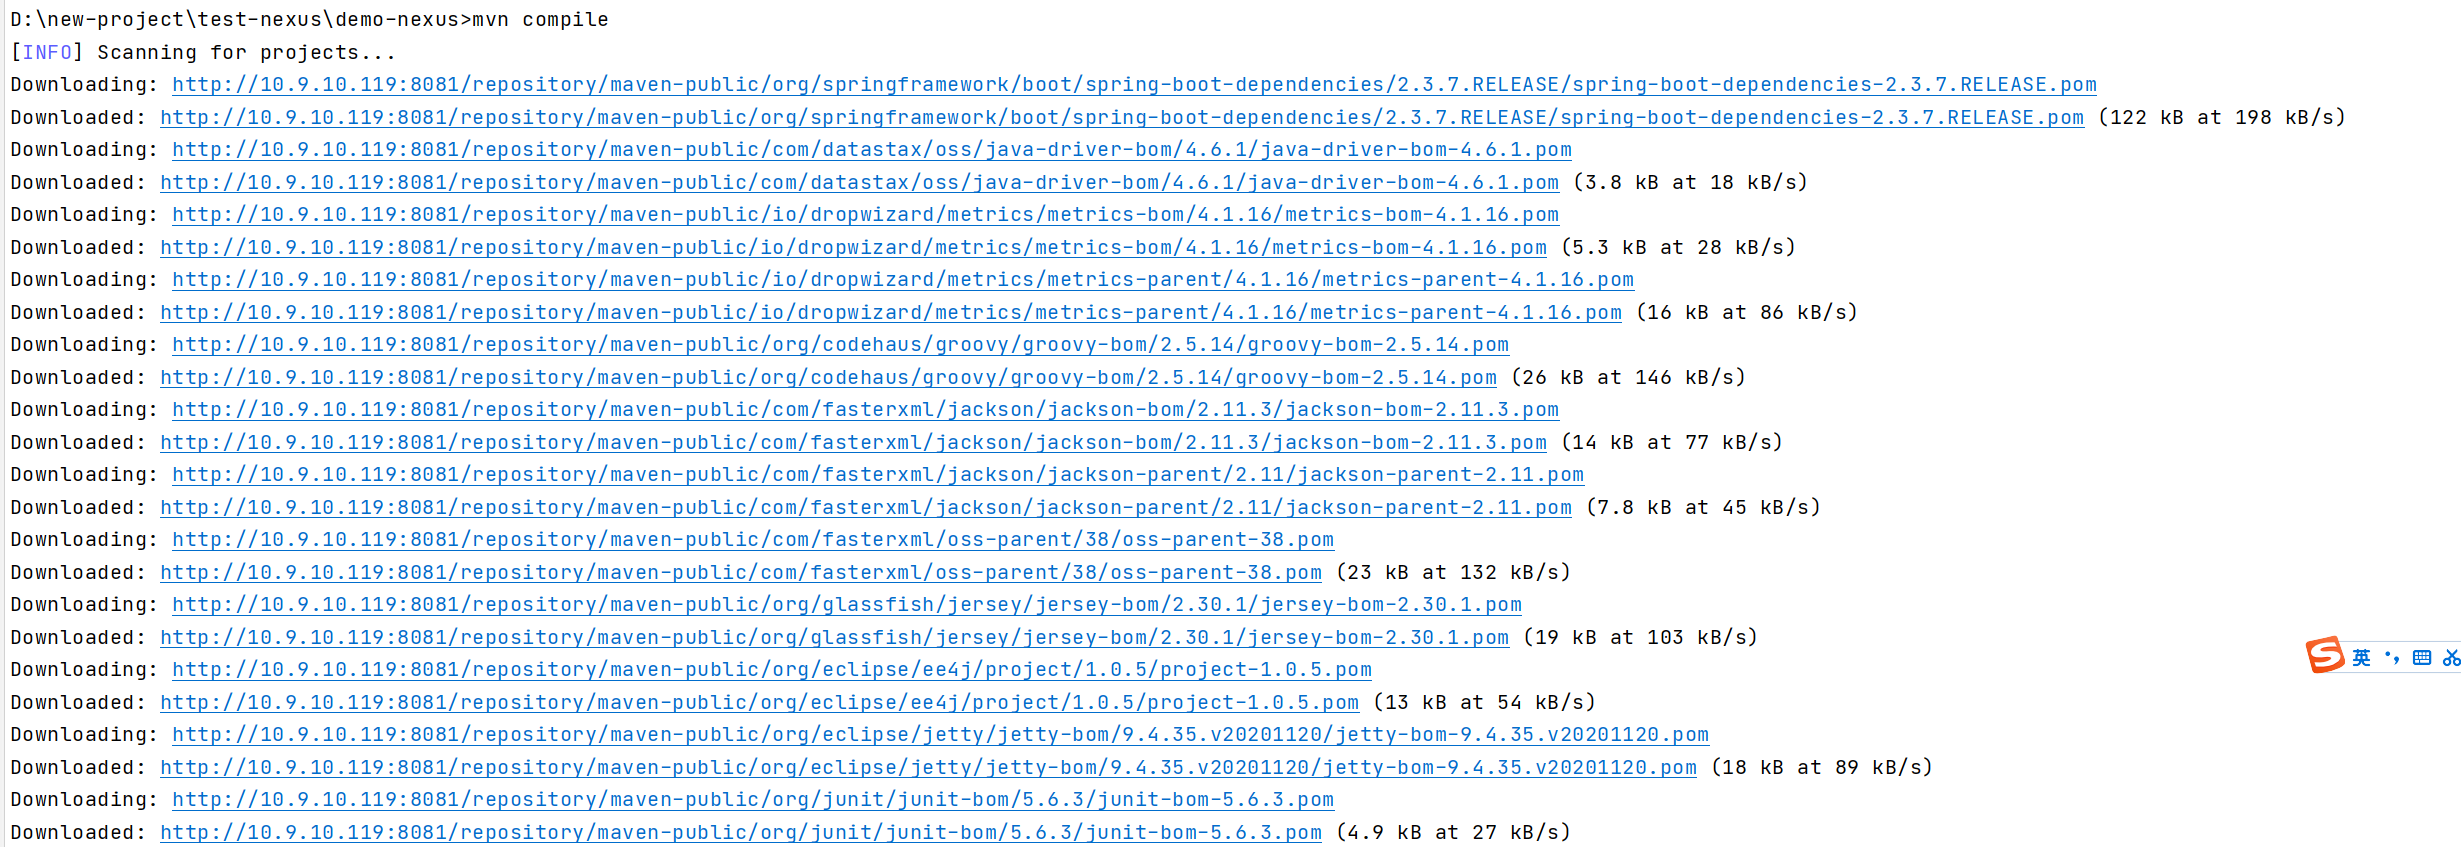 D:\new-project\test-nexus\demo-nexus>mvn compile
[INFO] Scanning for projects...
Downloading: http://10.9.10.119:8081/repository/maven-public/org/springframework/boot/spring-boot-dependencies/2.3.7.RELEASE/spring-boot-dependencies-2.3.7.RELEASE.pom
Downloaded: http://10.9.10.119:8081/repository/maven-public/org/springframework/boot/spring-boot-dependencies/2.3.7.RELEASE/spring-boot-dependencies-2.3.7.RELEASE.pom (122 kB at 198 kB/s)
Downloading: http://10.9.10.119:8081/repository/maven-public/com/datastax/oss/java-driver-bom/4.6.1/java-driver-bom-4.6.1.pom
Downloaded: http://10.9.10.119:8081/repository/maven-public/com/datastax/oss/java-driver-bom/4.6.1/java-driver-bom-4.6.1.pom (3.8 kB at 18 kB/s)
Downloading: http://10.9.10.119:8081/repository/maven-public/io/dropwizard/metrics/metrics-bom/4.1.16/metrics-bom-4.1.16.pom
Downloaded: http://10.9.10.119:8081/repository/maven-public/io/dropwizard/metrics/metrics-bom/4.1.16/metrics-bom-4.1.16.pom (5.3 kB at 28 kB/s)
Downloading: http://10.9.10.119:8081/repository/maven-public/io/dropwizard/metrics/metrics-parent/4.1.16/metrics-parent-4.1.16.pom
Downloaded: http://10.9.10.119:8081/repository/maven-public/io/dropwizard/metrics/metrics-parent/4.1.16/metrics-parent-4.1.16.pom (16 kB at 86 kB/s)
Downloading: http://10.9.10.119:8081/repository/maven-public/org/codehaus/groovy/groovy-bom/2.5.14/groovy-bom-2.5.14.pom
Downloaded: http://10.9.10.119:8081/repository/maven-public/org/codehaus/groovy/groovy-bom/2.5.14/groovy-bom-2.5.14.pom (26 kB at 146 kB/s)
Downloading: http://10.9.10.119:8081/repository/maven-public/com/fasterxml/jackson/jackson-bom/2.11.3/jackson-bom-2.11.3.pom
Downloaded: http://10.9.10.119:8081/repository/maven-public/com/fasterxml/jackson/jackson-bom/2.11.3/jackson-bom-2.11.3.pom (14 kB at 77 kB/s)
Downloading: http://10.9.10.119:8081/repository/maven-public/com/fasterxml/jackson/jackson-parent/2.11/jackson-parent-2.11.pom
Downloaded: http://10.9.10.119:8081/repository/maven-public/com/fasterxml/jackson/jackson-parent/2.11/jackson-parent-2.11.pom (7.8 kB at 45 kB/s)
Downloading: http://10.9.10.119:8081/repository/maven-public/com/fasterxml/oss-parent/38/oss-parent-38.pom
Downloaded: http://10.9.10.119:8081/repository/maven-public/com/fasterxml/oss-parent/38/oss-parent-38.pom (23 kB at 132 kB/s)
Downloading: http://10.9.10.119:8081/repository/maven-public/org/glassfish/jersey/jersey-bom/2.30.1/jersey-bom-2.30.1.pom
Downloaded: http://10.9.10.119:8081/repository/maven-public/org/glassfish/jersey/jersey-bom/2.30.1/jersey-bom-2.30.1.pom (19 kB at 103 kB/s)
英
Downloading: http://10.9.10.119:8081/repository/maven-public/org/eclipse/ee4j/project/1.0.5/project-1.0.5.pom
Downloaded: http://10.9.10.119:8081/repository/maven-public/org/eclipse/ee4j/project/1.0.5/project-1.0.5.pom (13 kB at 54 kB/s)
Downloading: http://10.9.10.119:8081/repository/maven-public/org/eclipse/jetty/jetty-bom/9.4.35.v20201120/jetty-bom-9.4.35.v20201120.pom
Downloaded: http://10.9.10.119:8081/repository/maven-public/org/eclipse/jetty/jetty-bom/9.4.35.v20201120/jetty-bom-9.4.35.v20201120.pom (18 kB at 89 kB/s)
Downloading: http://10.9.10.119:8081/repository/maven-public/org/junit/junit-bom/5.6.3/junit-bom-5.6.3.pom
Downloaded: http://10.9.10.119:8081/repository/maven-public/org/junit/junit-bom/5.6.3/junit-bom-5.6.3.pom (4.9 kB at 27 kB/s)